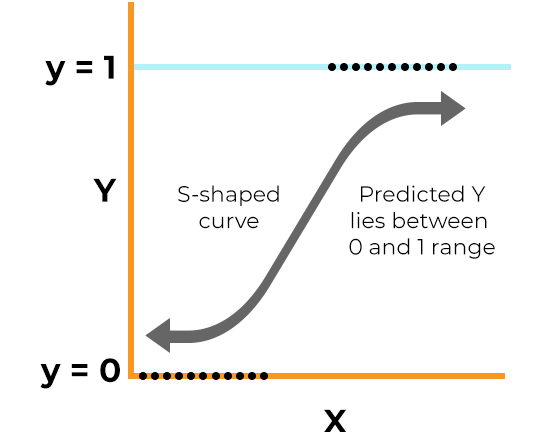 y = 1
Y
S-shaped
curve
Predicted Y
lies between
0 and 1 range
y = 0
X